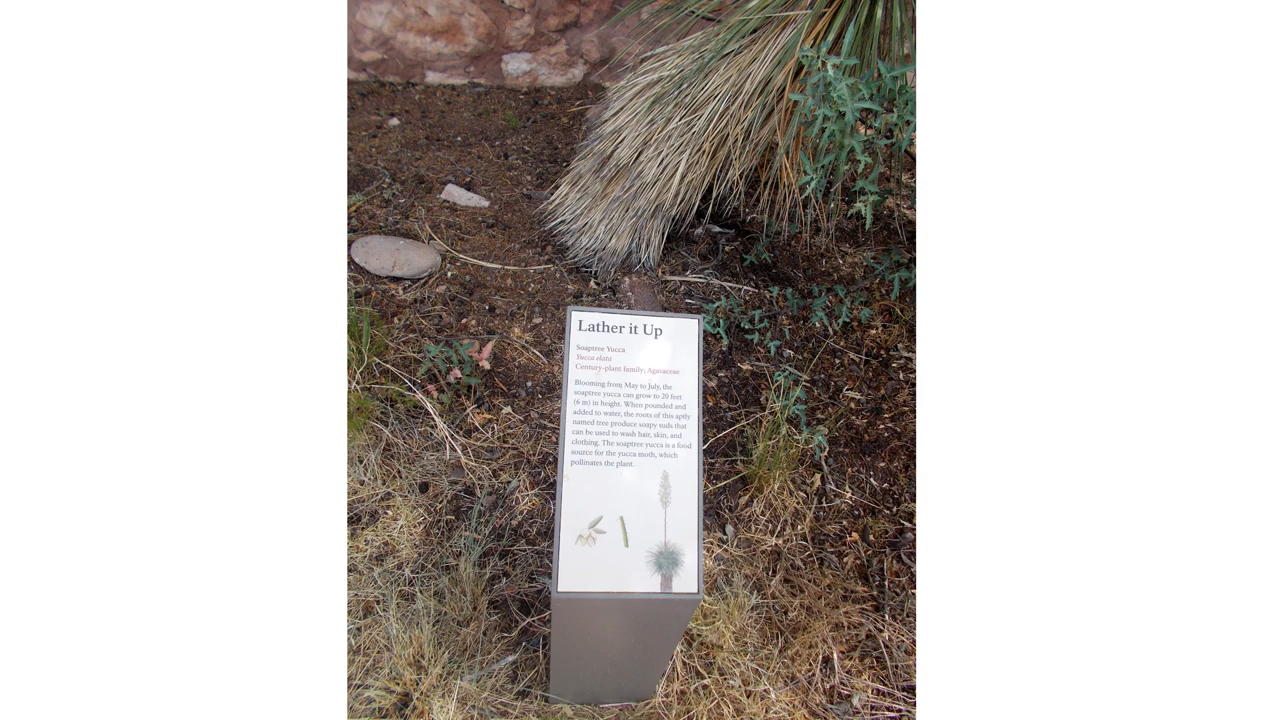 Lather it Up
Soaptree Yucca
Yucca elata
Century-plant family; Agavaceae
Blooming from May to July, the
soaptree yucca can grow to 20 feet
(6 m) in height. When pounded and
added to water, the roots of this aptly
named tree produce soapy suds that
can be used to wash hair, skin, and
clothing. The soaptree yucca is a food
source for the yucca moth, which
pollinates the plant.